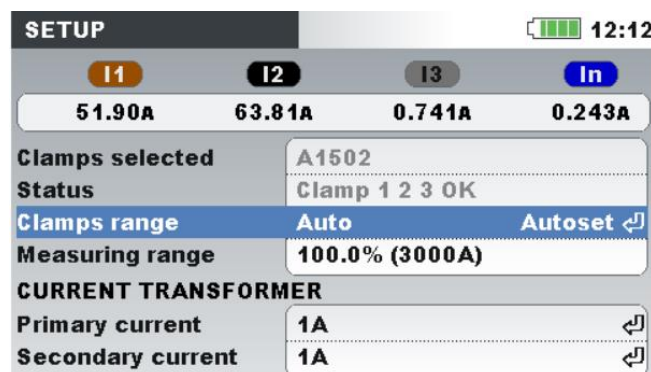 SETUP 12:12
I1 I2 I3 In
51.90A 63.81A 0.741A 0.243A
Clamps selected A1502
Status Clamp 1 2 3 OK
Clamps range Auto Autoset
Measuring range 100.0% (3000A)
CURRENT TRANSFORMER
Primary current 1A
Secondary current 1A